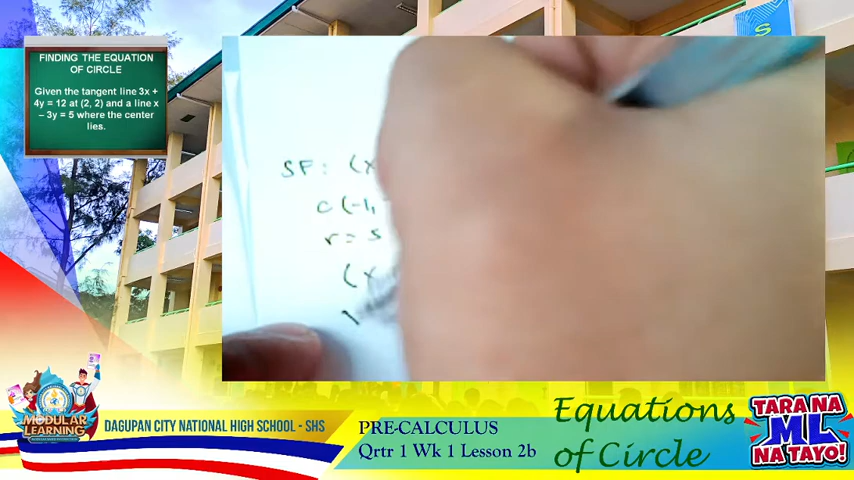 FINDING THE EQUATION
OF CIRCLE
Given the tangent line 3x +
4y = 12 at (2, 2) and a line x
– 3y = 5 where the center
lies.
S
SF: (x
c(-1,
r= 5
(x
MODULAR
LEARNING
DAGUPAN CITY NATIONAL HIGH SCHOOL - SHS
PRE-CALCULUS
Qrtr 1 Wk 1 Lesson 2b
Equations
of Circle
TARA NA
ML
NA TAYO!